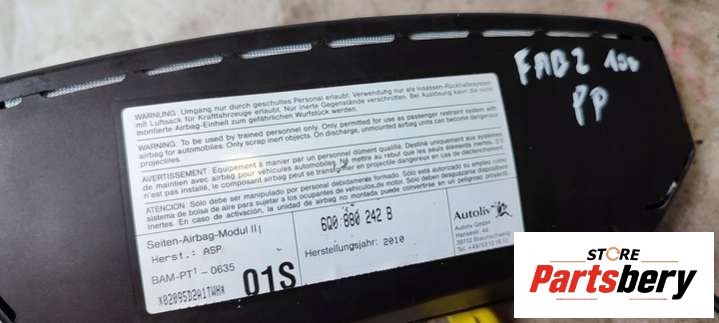 FAB 2
PP
WARNUNG: Umgang nur durch geschultes Personal erlaubt. Verwendung nur als Insassen-Rückhaltesystem
mit Luftsack für Kraftfahrzeuge erlaubt. Nur inerte Gegenstände verschrotten. Bei Auslösung kann jede nicht
montierte Airbag-Einheit zum gefährlichen Wurfstück werden.
WARNING: To be used by trained personnel only. Only permitted for use as passenger restraint system with
airbag for automobiles. Only scrap inert objects. On discharge, unmounted airbag units can become dangerous
projectiles.
AVERTISSEMENT: Equipement à manier par un personnel dûment qualifié. Utilisable uniquement aux systèmes
de maintien avec airbag pour véhicules automobiles. Ne mettre au rebut que les seuls éléments inertes. S'il
n'est pas installé, le composant airbag peut se transformer en projectile dangereux en cas de déclenchement.
ATENCION: Sólo debe ser manipulado por personal debidamente formado. Sólo está autorizado su empleo como
sistema de bolsa de aire para sujetar a los ocupantes de vehículos de motor. Sólo deben desguazarse dispositivos
inertes. En caso de activación, la unidad de airbag no montada puede convertirse en un peligroso proyectil.
Seiten-Airbag-Modul II
Herst.: ASP
BAM-PT1 - 0635
*02095D2A1TWH*
01S
6Q0 880 242 B
Herstellungsjahr: 2010
Autoliv
Autoliv GmbH
STORE
Partsbery